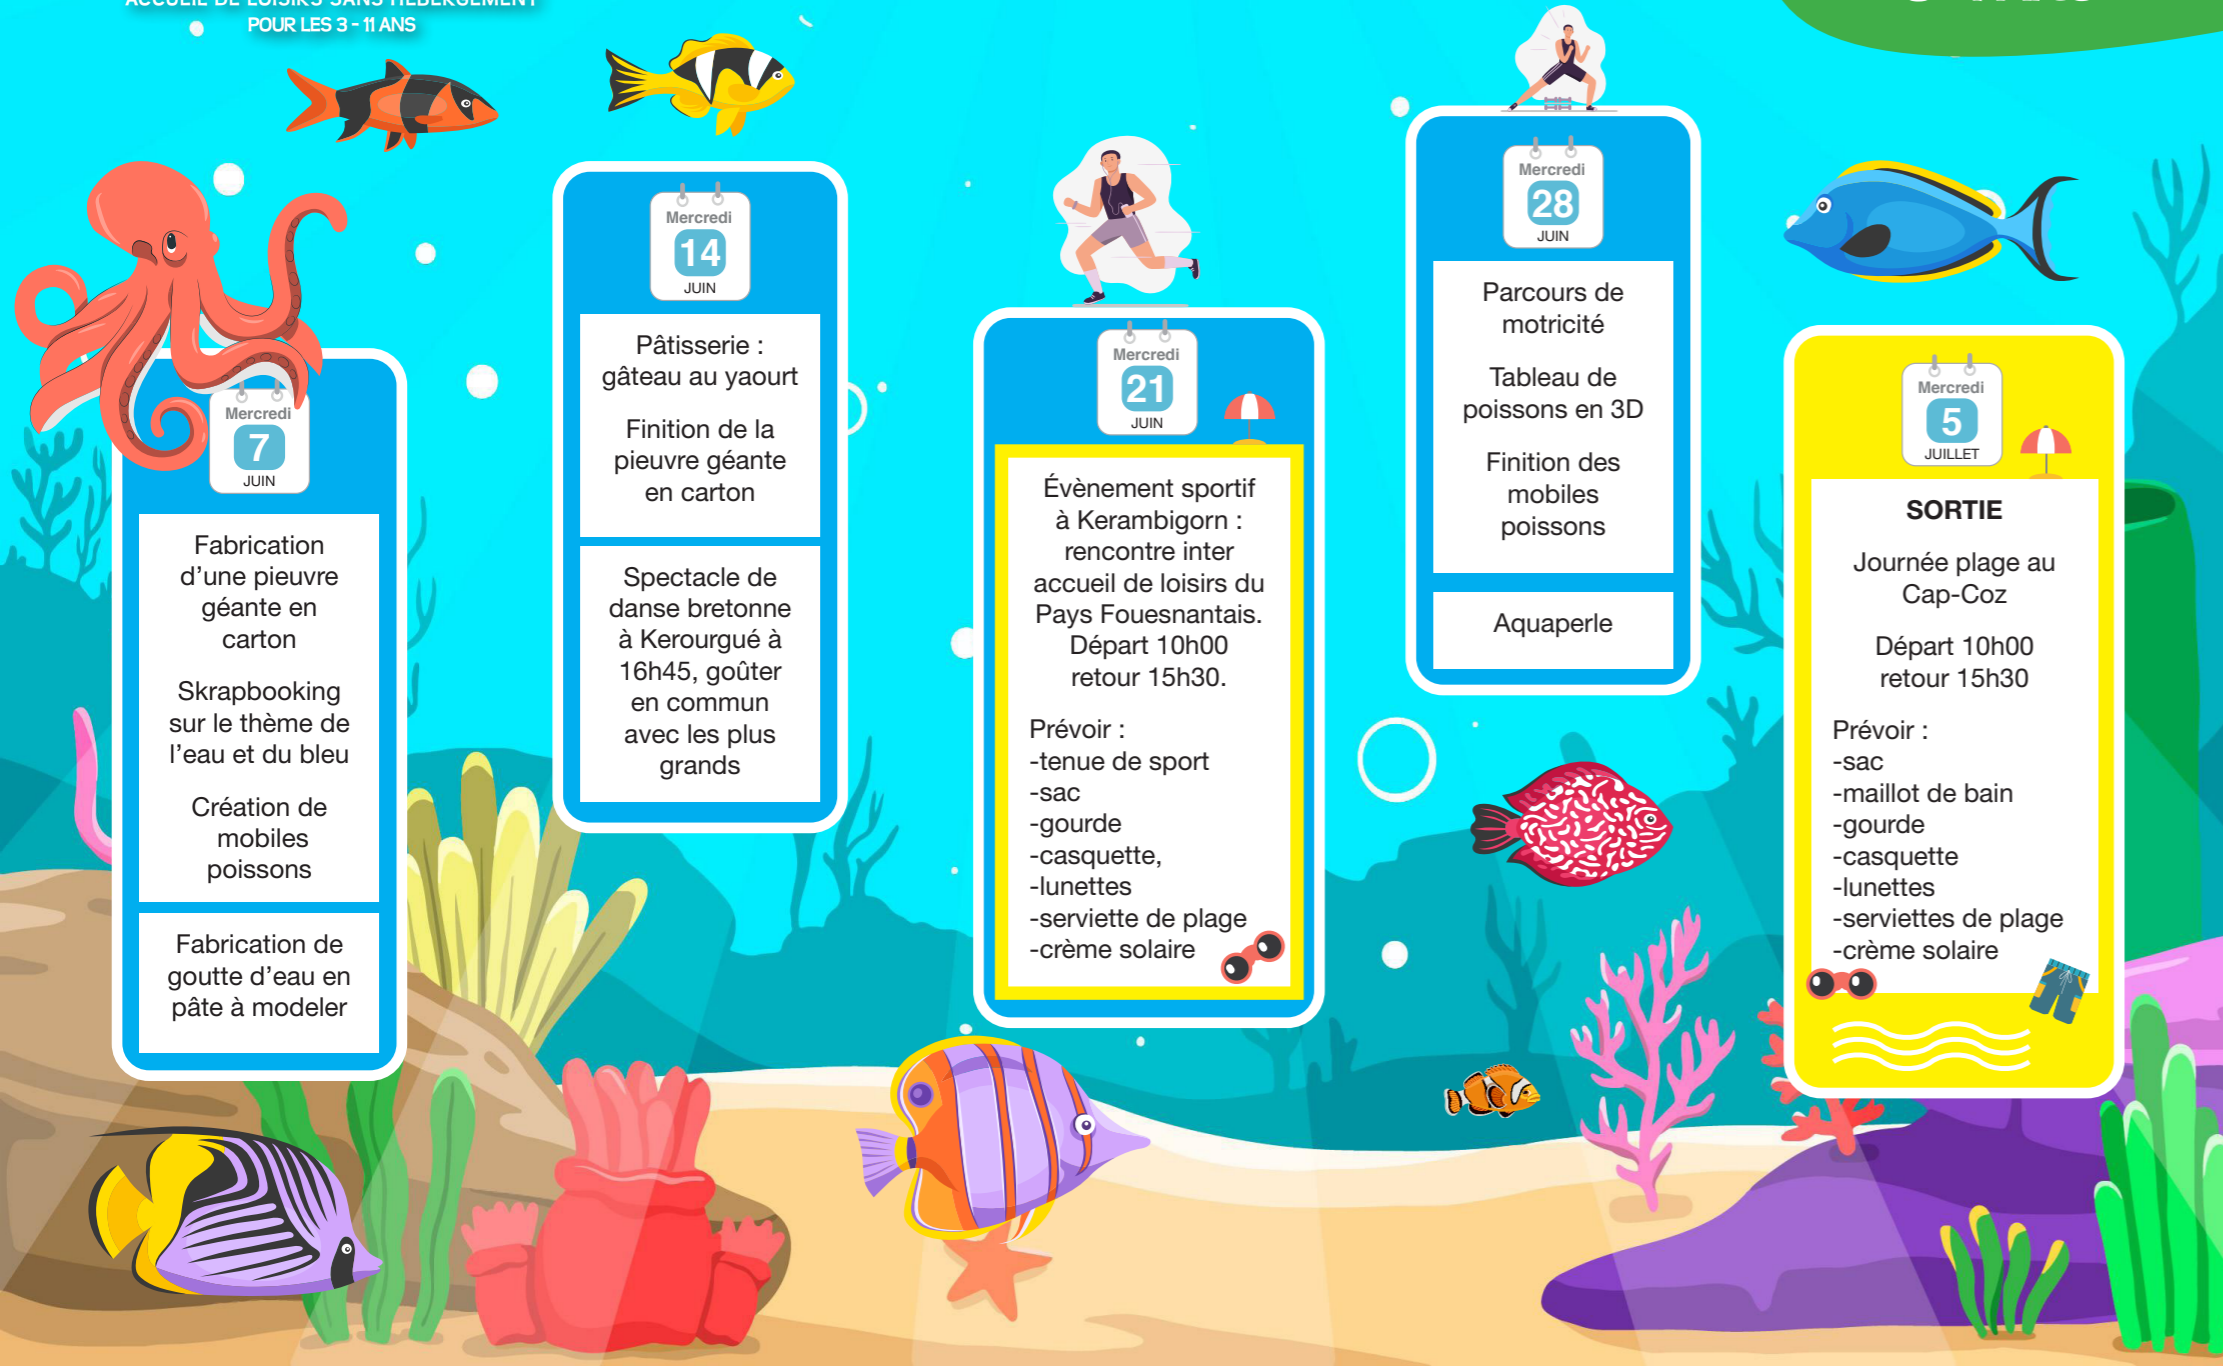 ACCUEIL DE LOISIRS SANS HÉBERGEMENT
POUR LES 3 - 11 ANS
Mercredi
7
JUIN
Fabrication
d'une pieuvre
géante en
carton
Skrapbooking
sur le thème de
l'eau et du bleu
Création de
mobiles
poissons
Fabrication de
goutte d'eau en
pâte à modeler
Mercredi
14
JUIN
Pâtisserie :
gâteau au yaourt
Finition de la
pieuvre géante
en carton
Spectacle de
danse bretonne
à Kerourgué à
16h45, goûter
en commun
avec les plus
grands
Mercredi
21
JUIN
Évènement sportif
à Kerambigorn :
rencontre inter
accueil de loisirs du
Pays Fouesnantais.
Départ 10h00
retour 15h30.
Prévoir :
-tenue de sport
-sac
-gourde
-casquette,
-lunettes
-serviette de plage
-crème solaire
Mercredi
28
JUIN
Parcours de
motricité
Tableau de
poissons en 3D
Finition des
mobiles
poissons
Aquaperle
Mercredi
5
JUILLET
SORTIE
Journée plage au
Cap-Coz
Départ 10h00
retour 15h30
Prévoir :
-sac
-maillot de bain
-gourde
-casquette
-lunettes
-serviettes de plage
-crème solaire